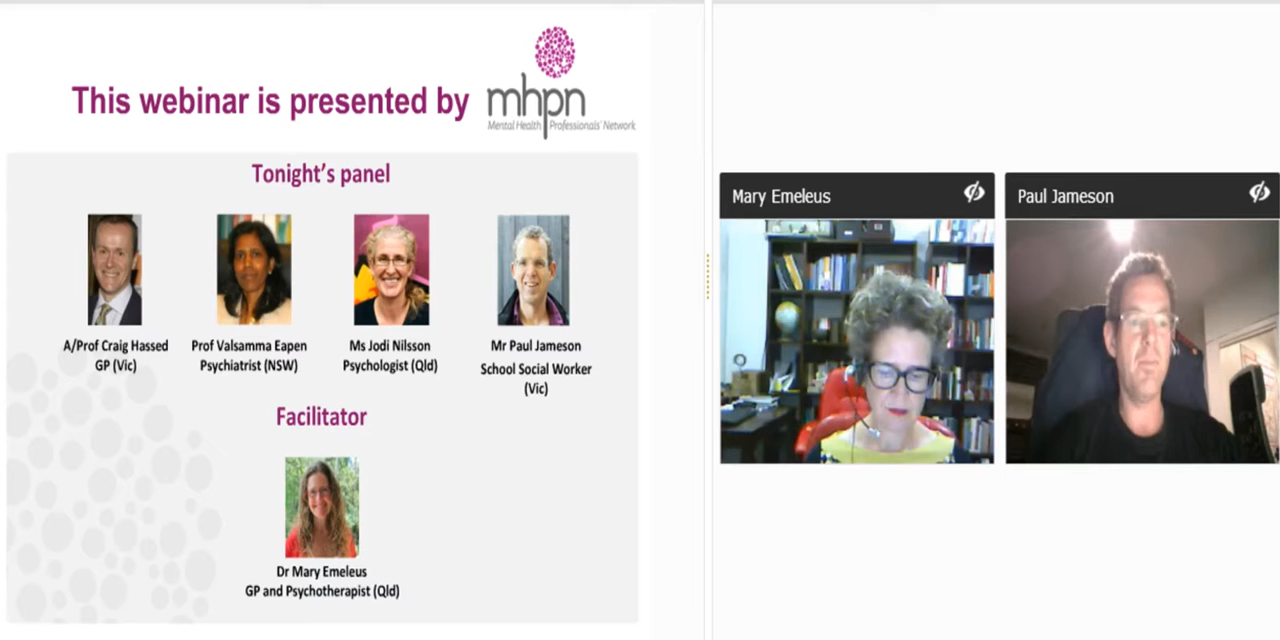 This webinar is presented by
mhpn
Mental Health Professionals' Network
Tonight's panel
A/Prof Craig Hassed
GP (Vic)
Prof Valsamma Eapen
Psychiatrist (NSW)
Ms Jodi Nilsson
Psychologist (Qld)
Mr Paul Jameson
School Social Worker
(Vic)
Facilitator
Dr Mary Emeleus
GP and Psychotherapist (Qld)
Mary Emeleus
Paul Jameson